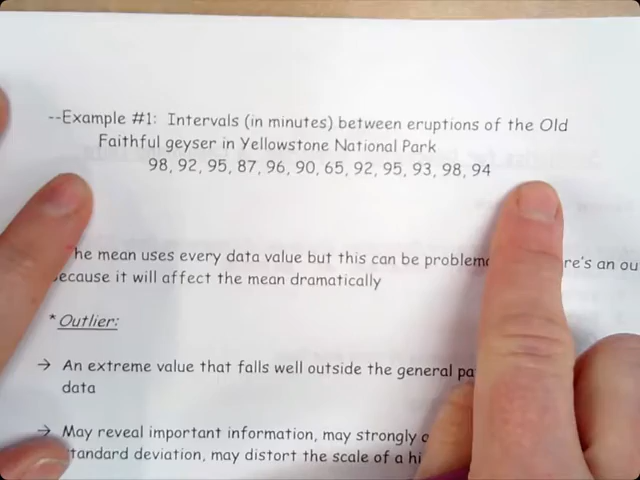 --Example #1: Intervals (in minutes) between eruptions of the Old
Faithful geyser in Yellowstone National Park
98, 92, 95, 87, 96, 90, 65, 92, 95, 93, 98, 94
he mean uses every data value but this can be problem re's an ou
ecause it will affect the mean dramatically
*Outlier:
→ An extreme value that falls well outside the general pa
data
→ May reveal important information, may strongly
tandard deviation, may distort the scale of a hi